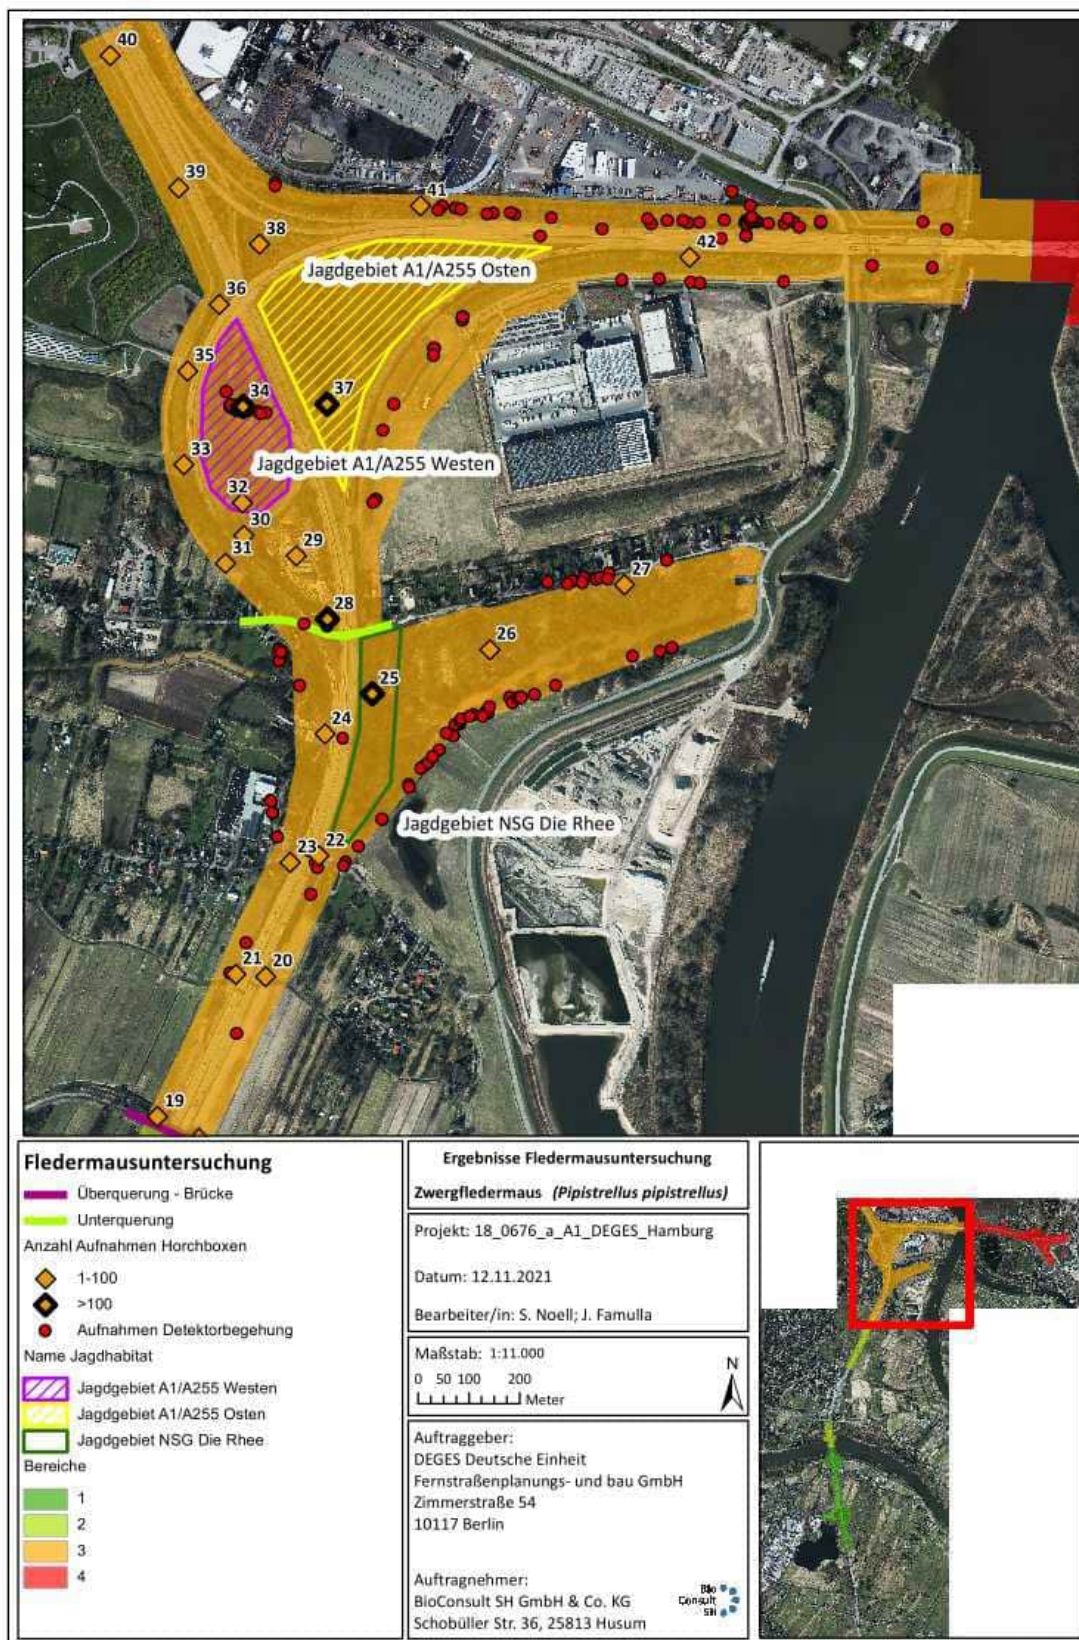 40
39
41
38
42
Jagdgebiet A1/A255 Osten
36
35
34
37
33
Jagdgebiet A1/A255 Westen
32
30
31
29
27
28
26
25
24
Jagdgebiet NSG Die Rhee
23
22
21
20
19
Fledermausuntersuchung
Überquerung - Brücke
Unterquerung
Anzahl Aufnahmen Horchboxen
1-100
>100
Aufnahmen Detektorbegehung
Name Jagdhabitat
Jagdgebiet A1/A255 Westen
Jagdgebiet A1/A255 Osten
Jagdgebiet NSG Die Rhee
Bereiche
1
2
3
4
Ergebnisse Fledermausuntersuchung
Zwergfledermaus (Pipistrellus pipistrellus)
Projekt: 18_0676_a_A1_DEGES_Hamburg
Datum: 12.11.2021
Bearbeiter/in: S. Noell; J. Famulla
Maßstab: 1:11.000
0 50 100 200
Meter
N
Auftraggeber:
DEGES Deutsche Einheit
Fernstraßenplanungs- und bau GmbH
Zimmerstraße 54
10117 Berlin
Auftragnehmer:
BioConsult SH GmbH & Co. KG
Schobüller Str. 36, 25813 Husum
Bio
Consult
SH